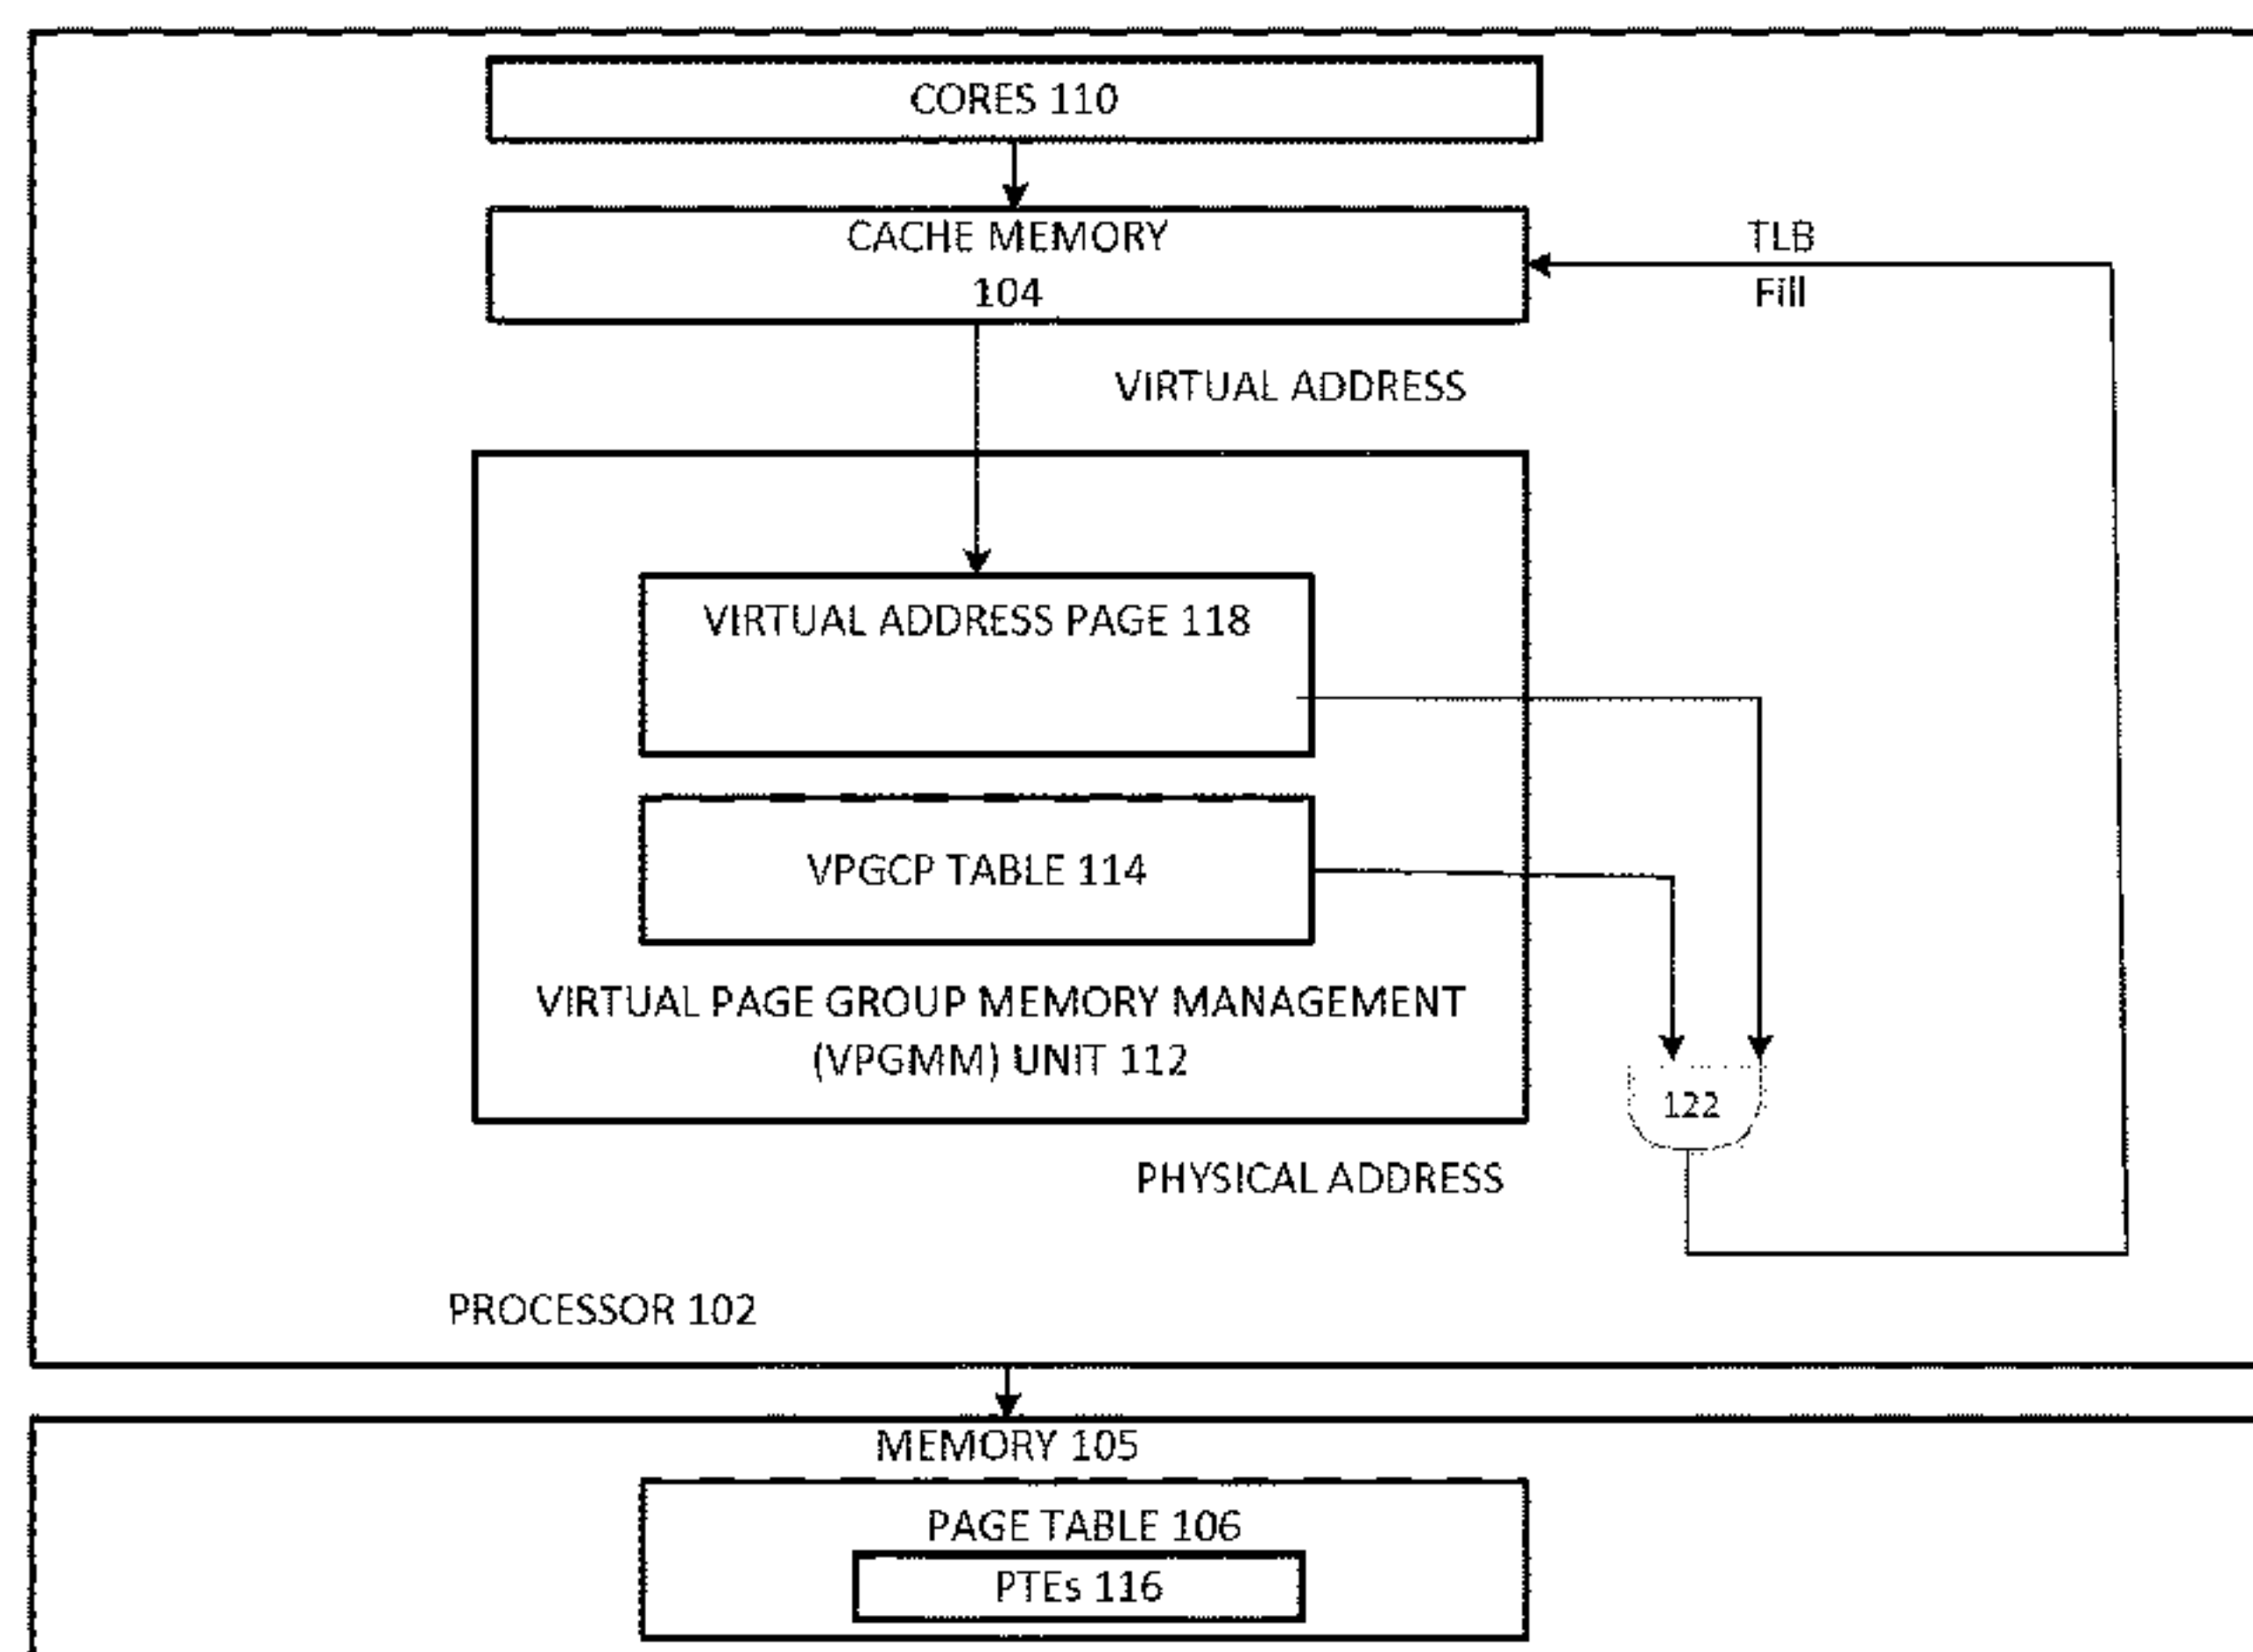 CORES 110
CACHE MEMORY
104
TLB
Fill
VIRTUAL ADDRESS
VIRTUAL ADDRESS PAGE 118
VPGCP TABLE 114
VIRTUAL PAGE GROUP MEMORY MANAGEMENT
(VPGMM) UNIT 112
122
PHYSICAL ADDRESS
PROCESSOR 102
MEMORY 105
PAGE TABLE 106
PTEs 116